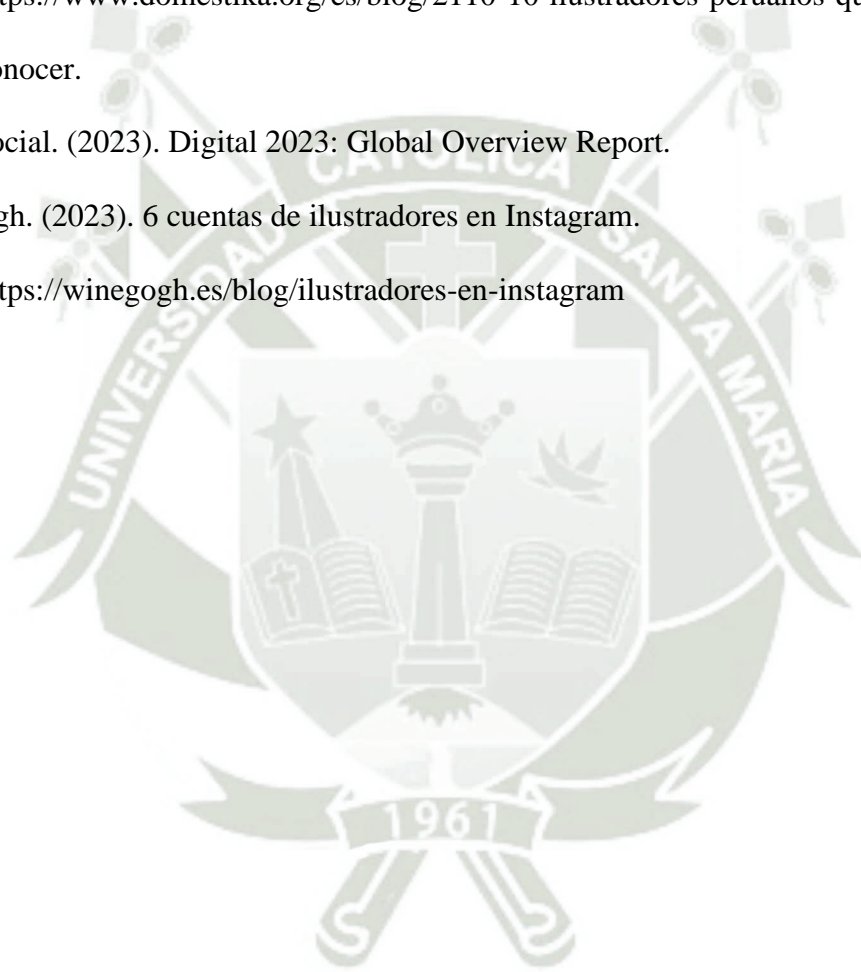 tps://www.domestika.org/es/blog/2110-10-ilustradores-peruanos-qu
onocer.
ocial. (2023). Digital 2023: Global Overview Report.
gh. (2023). 6 cuentas de ilustradores en Instagram.
tps://winegogh.es/blog/ilustradores-en-instagram
UNIVERSIDAD CATOLICA SANTA MARIA
1961